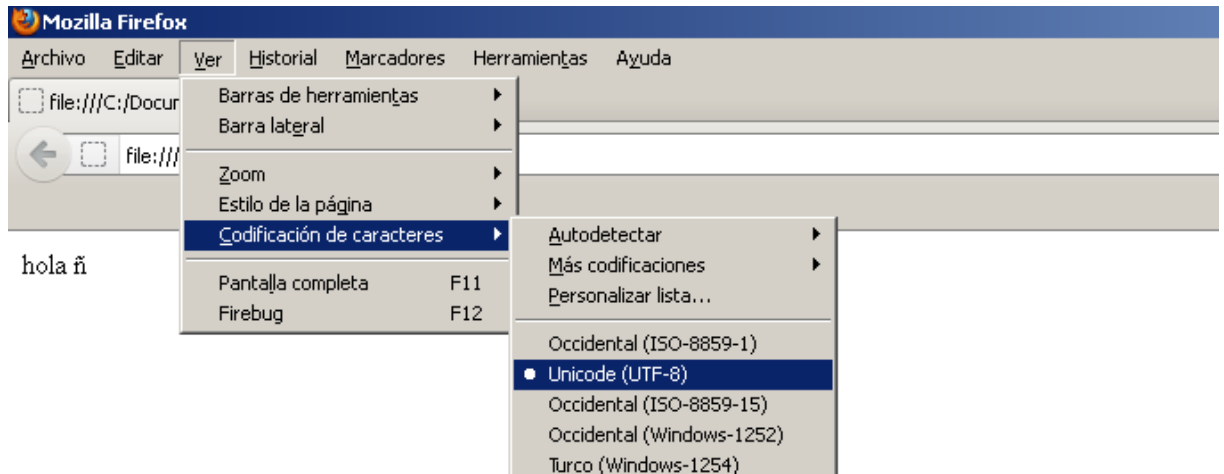 Mozilla Firefox
Archivo Editar Ver Historial Marcadores Herramientas Ayuda
file:///C:/Docur
file:///
Barras de herramientas
Barra lateral
Zoom
Estilo de la página
Codificación de caracteres
Pantalla completa F11
Firebug F12
Autodetectar
Más codificaciones
Personalizar lista...
Occidental (ISO-8859-1)
Unicode (UTF-8)
Occidental (ISO-8859-15)
Occidental (Windows-1252)
Turco (Windows-1254)
hola ñ